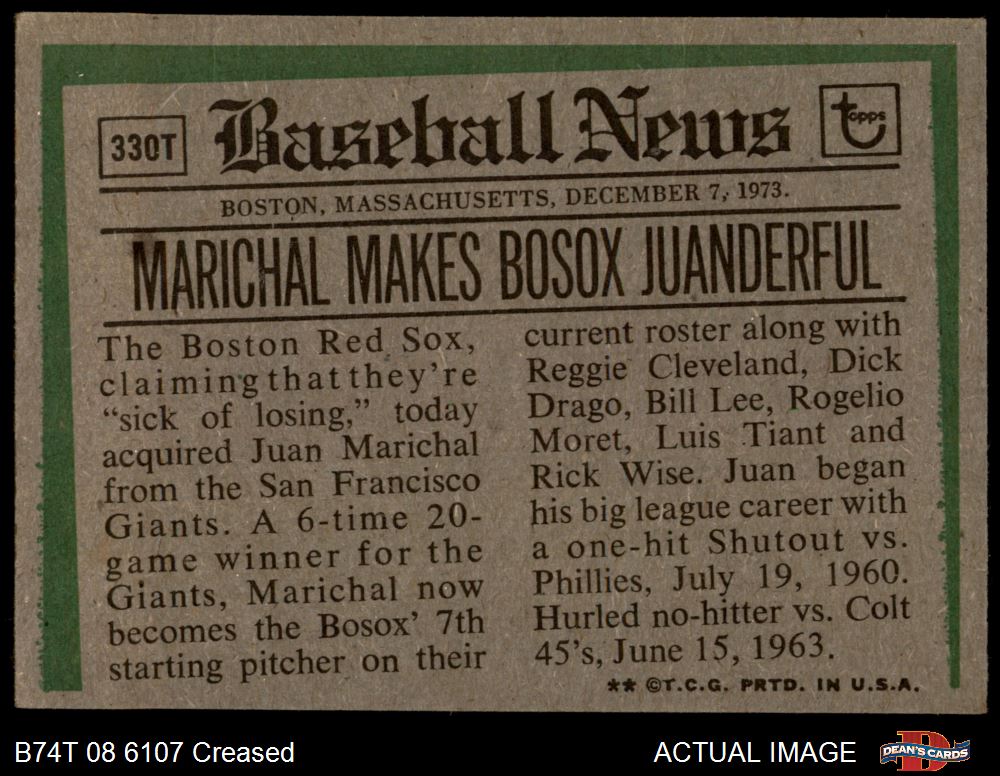 330T
Baseball News
topps
BOSTON, MASSACHUSETTS, DECEMBER 7, 1973.
MARICHAL MAKES BOSOX JUANDERFUL
The Boston Red Sox,
claiming that they're
“sick of losing,” today
acquired Juan Marichal
from the San Francisco
Giants. A 6-time 20-
game winner for the
Giants, Marichal now
becomes the Bosox' 7th
starting pitcher on their
current roster along with
Reggie Cleveland, Dick
Drago, Bill Lee, Rogelio
Moret, Luis Tiant and
Rick Wise. Juan began
his big league career with
a one-hit Shutout vs.
Phillies, July 19, 1960.
Hurled no-hitter vs. Colt
45's, June 15, 1963.
** ©T.C.G. PRTD. IN U.S.A.
B74T 08 6107 Creased
ACTUAL IMAGE
DEAN'S CARDS